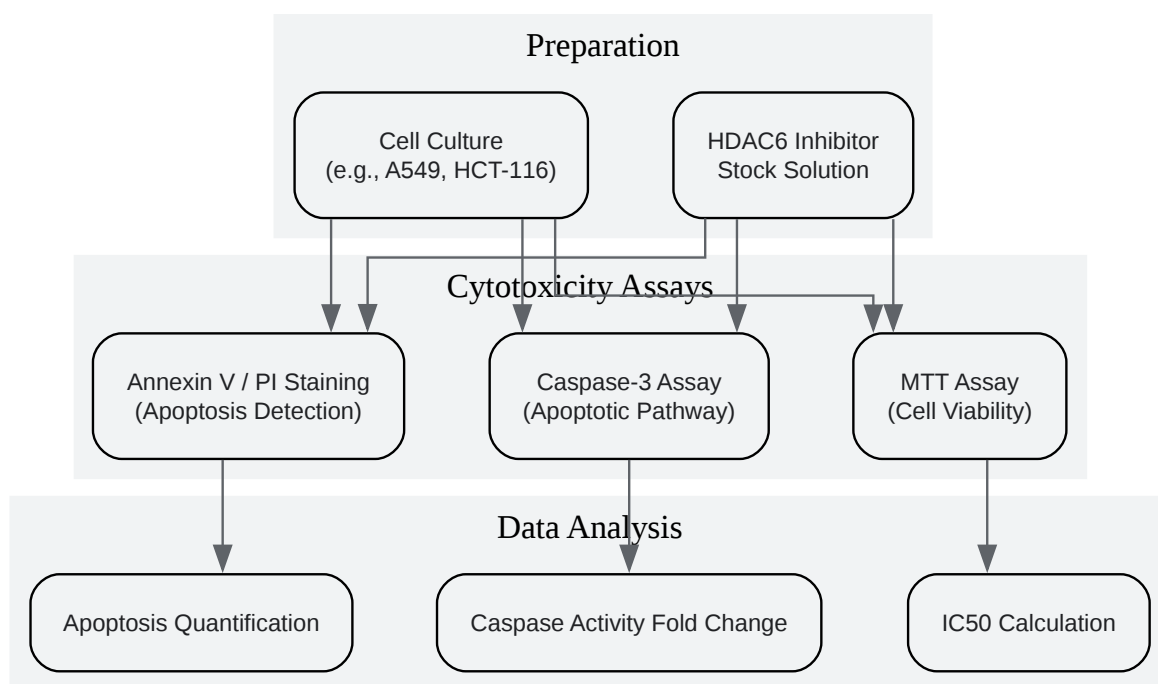 Preparation
Cell Culture
(e.g., A549, HCT-116)
HDAC6 Inhibitor
Stock Solution
Cytotoxicity Assays
Annexin V / PI Staining
(Apoptosis Detection)
Caspase-3 Assay
(Apoptotic Pathway)
MTT Assay
(Cell Viability)
Data Analysis
Apoptosis Quantification
Caspase Activity Fold Change
IC50 Calculation